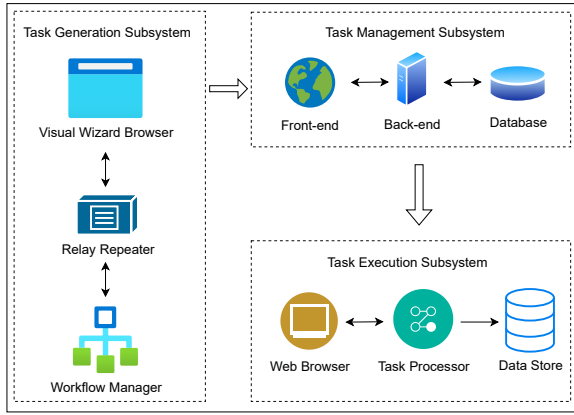 Task Generation Subsystem
Visual Wizard Browser
Relay Repeater
Workflow Manager
Task Management Subsystem
Front-end
Back-end
Database
Task Execution Subsystem
Web Browser
Task Processor
Data Store